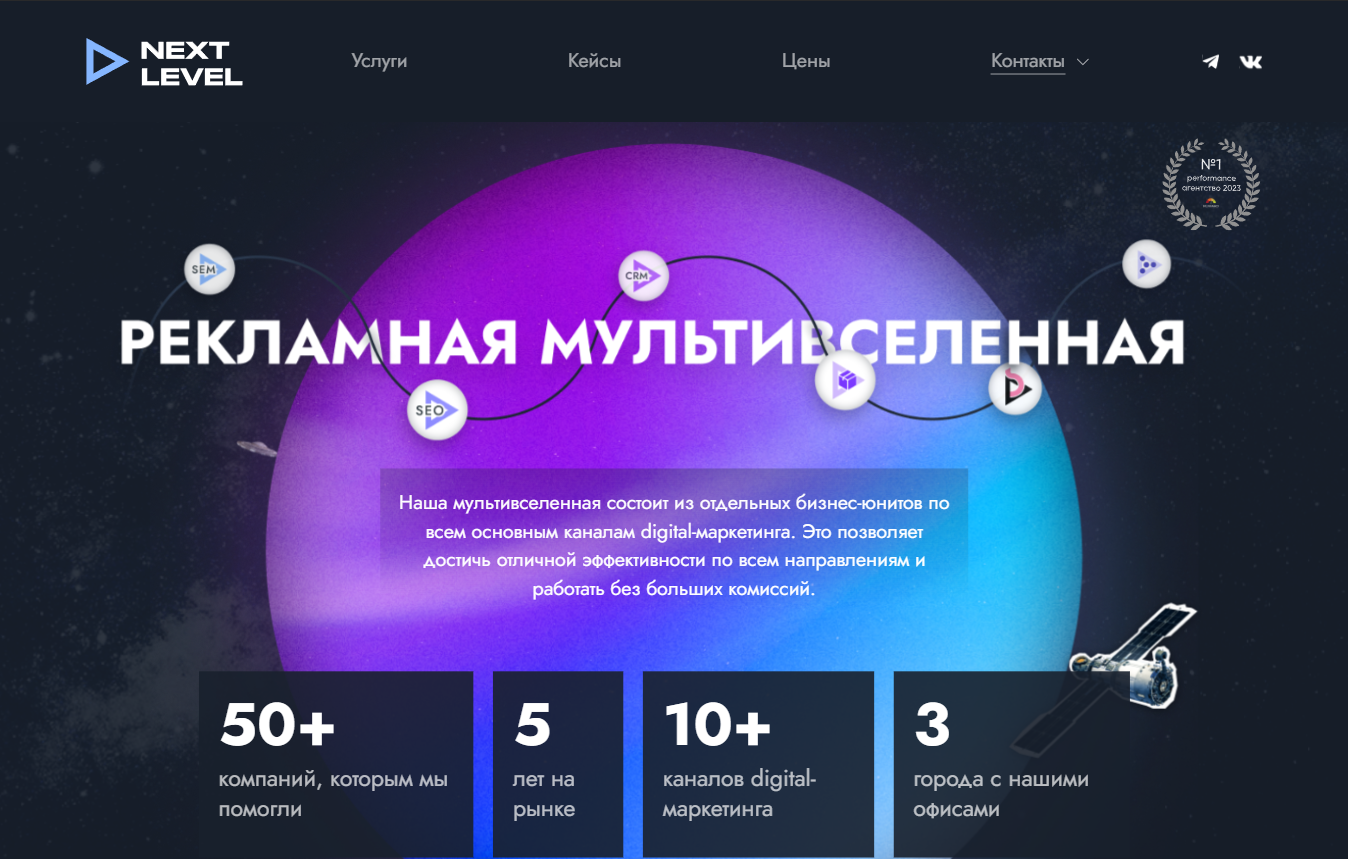 NEXT
LEVEL
Услуги
Кейсы
Цены
Контакты
№1
performance
агентство 2023
SEM
CRM
РЕКЛАМНАЯ МУЛЬТИВСЕЛЕННАЯ
SEO
Наша мультивселенная состоит из отдельных бизнес-юнитов по
всем основным каналам digital-маркетинга. Это позволяет
достичь отличной эффективности по всем направлениям и
работать без больших комиссий.
50+
компаний, которым мы
помогли
5
лет на
рынке
10+
каналов digital-
маркетинга
3
города с нашими
офисами